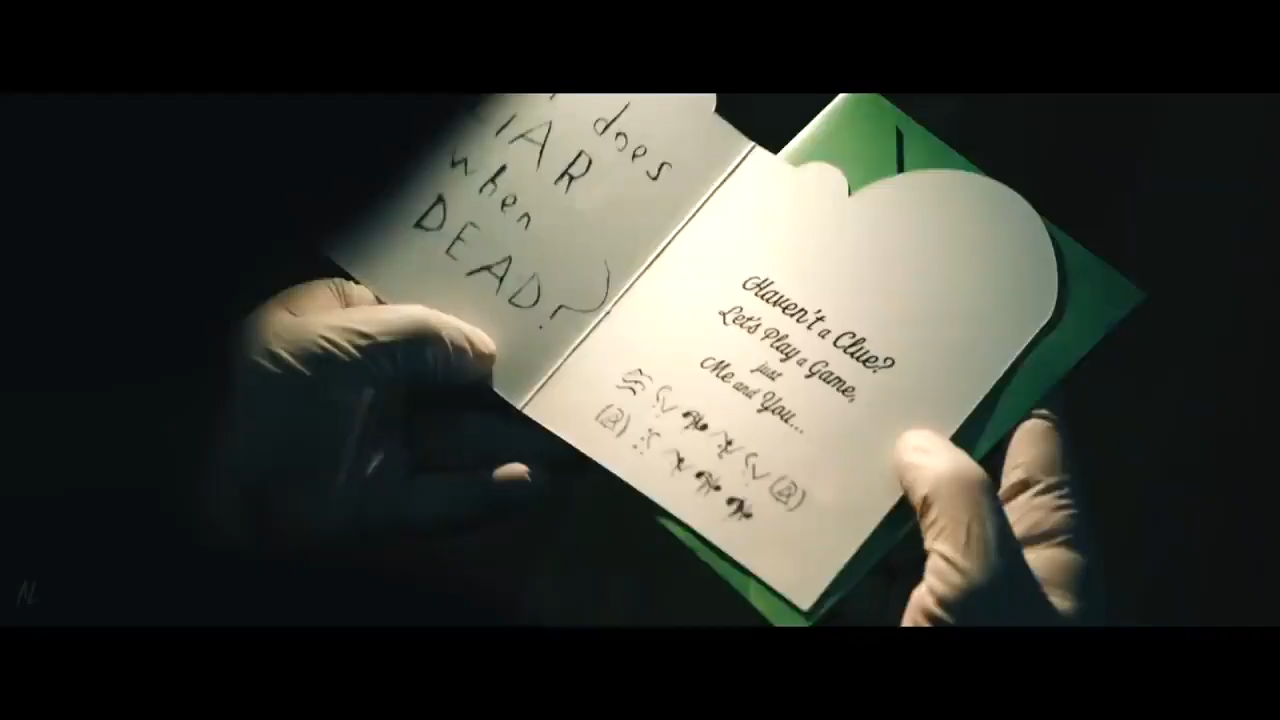 does
IAR
when
DEAD?
Haven't a Clue?
Let's Play a Game,
just
Me and You...